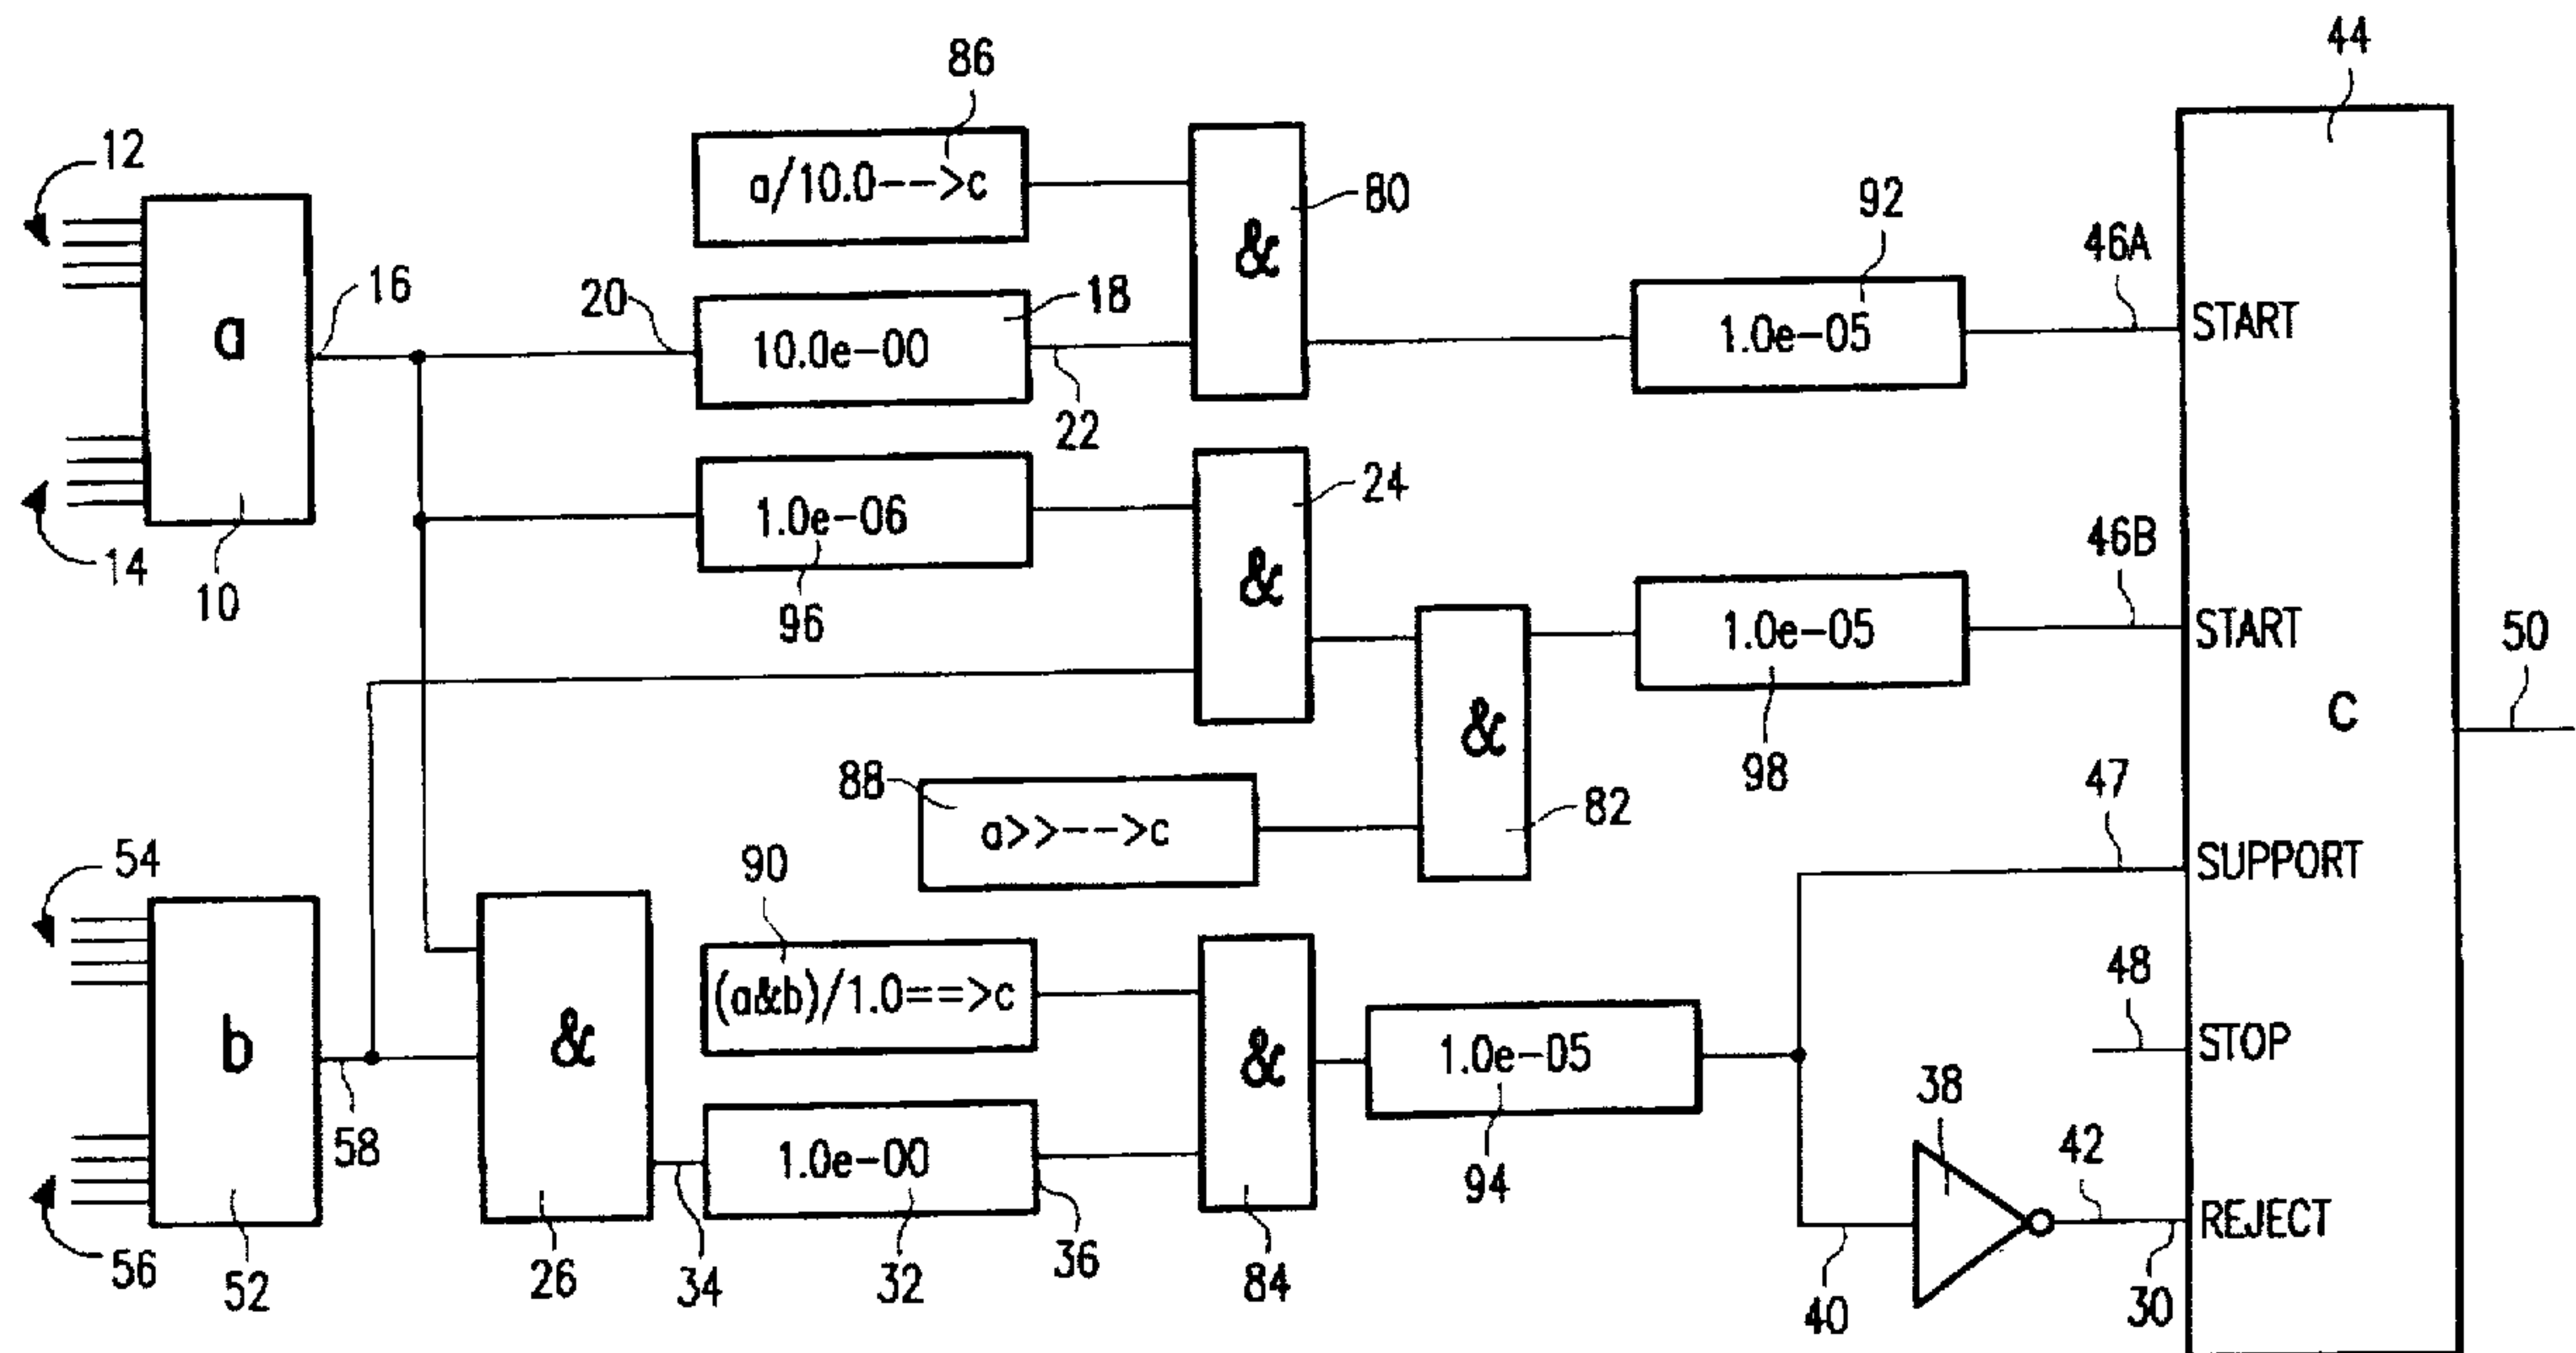 44
86
12
a/10.0-->c
80
92
&
46A
16
20
18
a
10.0e-00
1.0e-05
START
22
24
1.0e-06
46B
14
10
96
&
1.0e-05
START
50
c
&
98
47
88
82
a>>-->c
54
90
SUPPORT
48
(a&b)/1.0==>c
b
&
&
1.0e-05
STOP
38
58
1.0e-00
94
42
REJECT
56
52
26
34
32
36
84
40
30